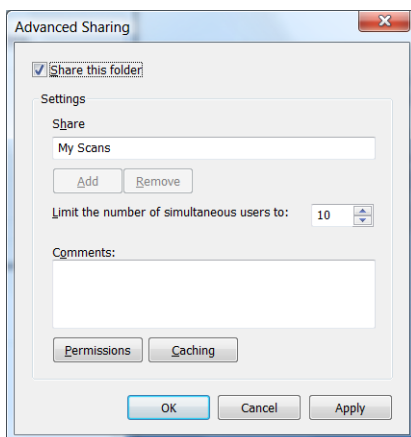 Advanced Sharing
Share this folder
Settings
Share
My Scans
Add Remove
Limit the number of simultaneous users to: 10
Comments:
Permissions Caching
OK Cancel Apply